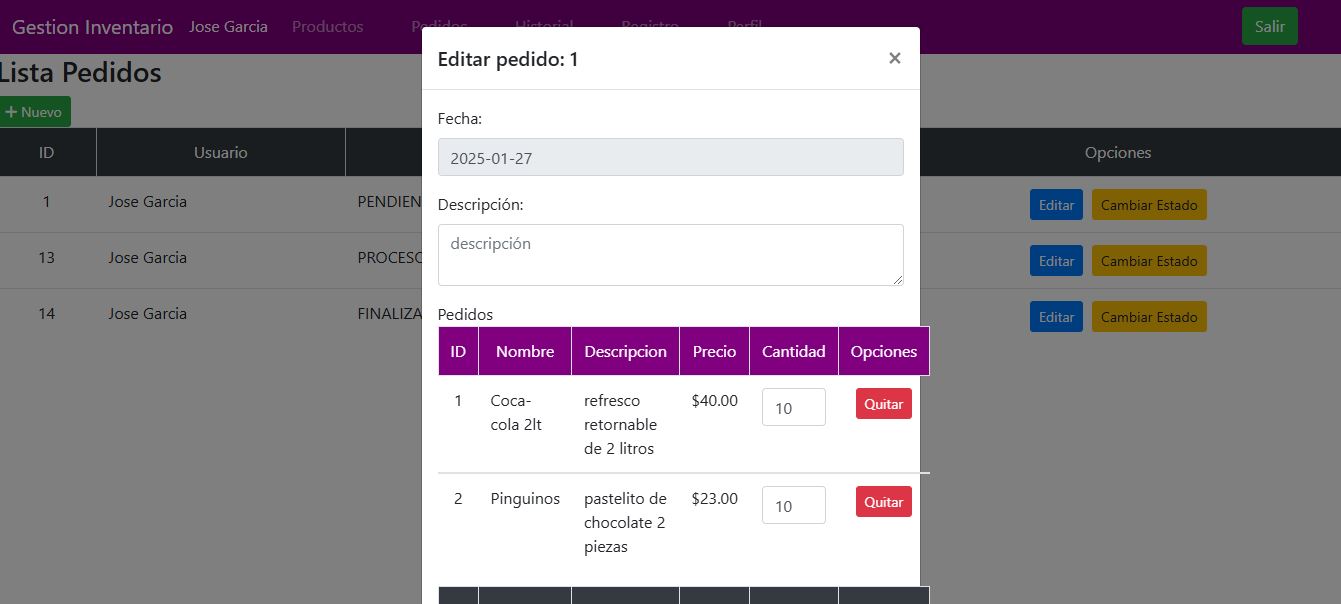 Gestion Inventario Jose Garcia Productos Pedidos Historial Registro Perfil Salir
Lista Pedidos
+ Nuevo
ID Usuario Opciones
1 Jose Garcia PENDIEN Editar Cambiar Estado
13 Jose Garcia PROCESO Editar Cambiar Estado
14 Jose Garcia FINALIZA Editar Cambiar Estado
Editar pedido: 1 ×
Fecha:
2025-01-27
Descripción:
descripción
Pedidos
ID Nombre Descripcion Precio Cantidad Opciones
1 Coca- refresco $40.00 10 Quitar
cola 2lt retornable
de 2 litros
2 Pinguinos pastelito de $23.00 10 Quitar
chocolate 2
piezas